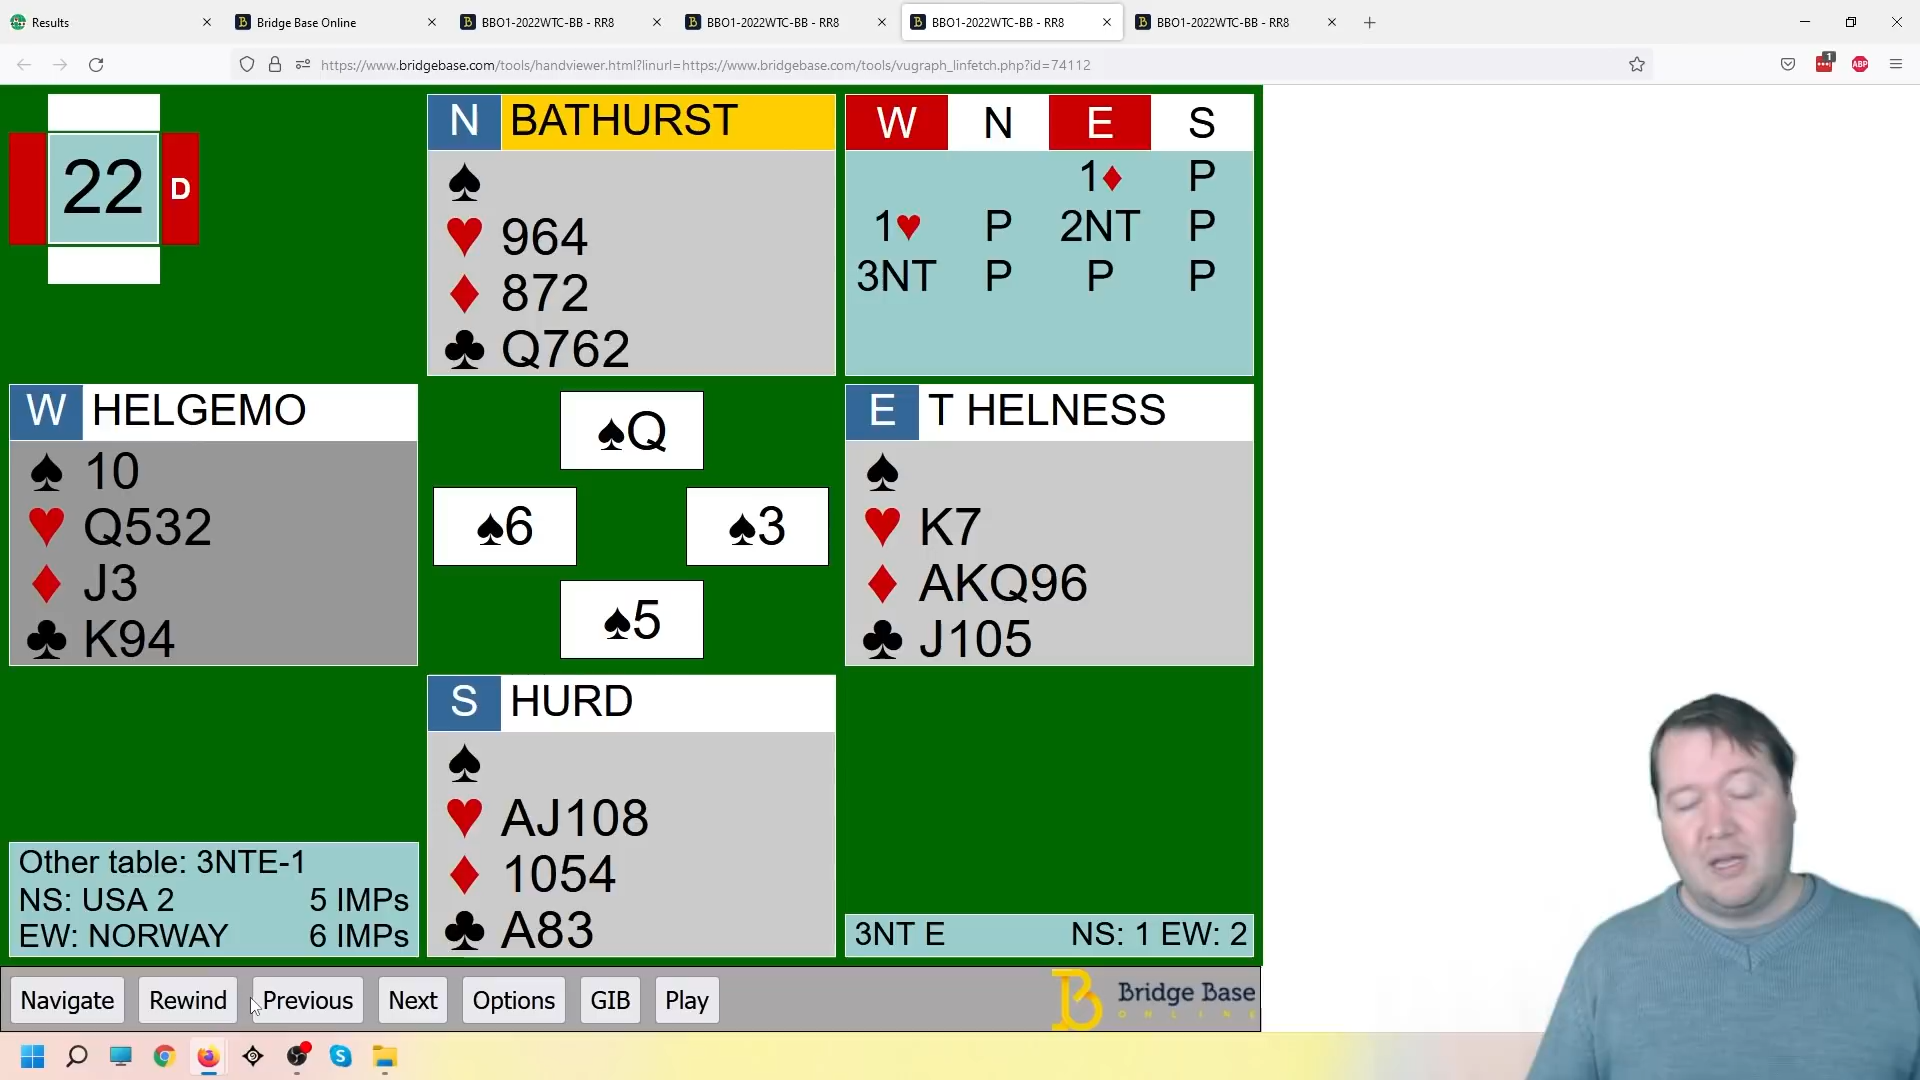 Results
Bridge Base Online
BBO1-2022WTC-BB - RR8
BBO1-2022WTC-BB - RR8
BBO1-2022WTC-BB - RR8
BBO1-2022WTC-BB - RR8
https://www.bridgebase.com/tools/handviewer.html?linurl=https://www.bridgebase.com/tools/vugraph_linfetch.php?id=74112
1
ABP
22
D
N BATHURST
♠
♥ 964
♦ 872
♣ Q762
W N E S
1♦ P
1♥ P 2NT P
3NT P P P
W HELGEMO
♠ 10
♥ Q532
♦ J3
♣ K94
♠Q
♠6
♠3
♠5
E T HELNESS
♠
♥ K7
♦ AKQ96
♣ J105
S HURD
♠
♥ AJ108
♦ 1054
♣ A83
Other table: 3NTE-1
NS: USA 2 5 IMPs
EW: NORWAY 6 IMPs
3NT E NS: 1 EW: 2
Navigate
Rewind
Previous
Next
Options
GIB
Play
Bridge Base
ONLINE